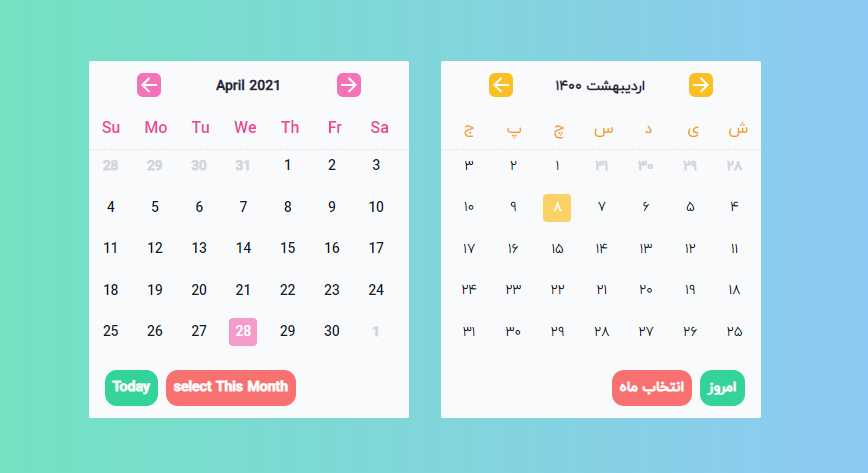 April 2021
Su Mo Tu We Th Fr Sa
28 29 30 31 1 2 3
4 5 6 7 8 9 10
11 12 13 14 15 16 17
18 19 20 21 22 23 24
25 26 27 28 29 30 1
Today select This Month
اردیبهشت ۱۴۰۰
ش ی د س چ پ ج
۲۸ ۲۹ ۳۰ ۳۱ ۱ ۲ ۳
۴ ۵ ۶ ۷ ۸ ۹ ۱۰
۱۱ ۱۲ ۱۳ ۱۴ ۱۵ ۱۶ ۱۷
۱۸ ۱۹ ۲۰ ۲۱ ۲۲ ۲۳ ۲۴
۲۵ ۲۶ ۲۷ ۲۸ ۲۹ ۳۰ ۳۱
امروز انتخاب ماه